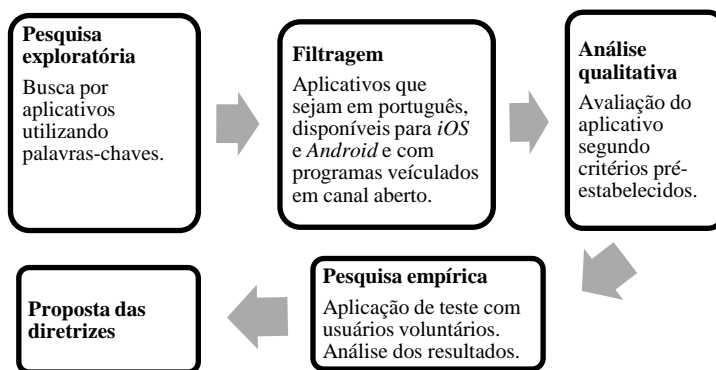 Pesquisa
exploratória
Busca por
aplicativos
utilizando
palavras-chaves.
Filtragem
Aplicativos que
sejam em português,
disponíveis para iOS
e Android e com
programas veículados
em canal aberto.
Análise
qualitativa
Avaliação do
aplicativo
segundo
critérios pré-
estabelecidos.
Pesquisa empírica
Aplicação de teste com
usuários voluntários.
Análise dos resultados.
Proposta das
diretrizes